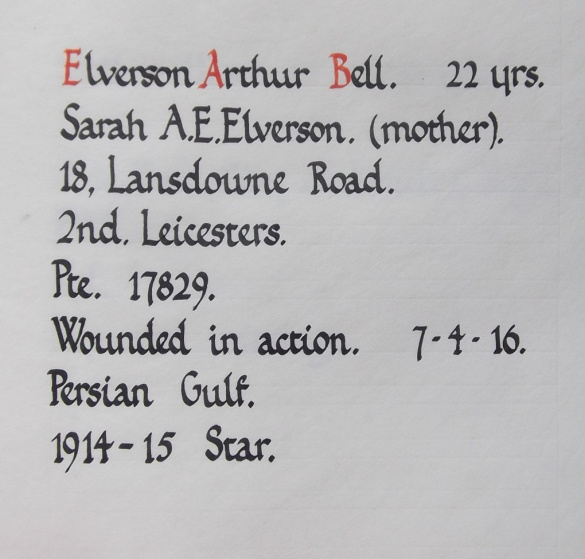 Elverson Arthur Bell. 22 yrs.
Sarah A.E.Elverson. (mother).
18, Lansdowne Road.
2nd. Leicesters.
Pte. 17829.
Wounded in action. 7-4-16.
Persian Gulf.
1914-15 Star.